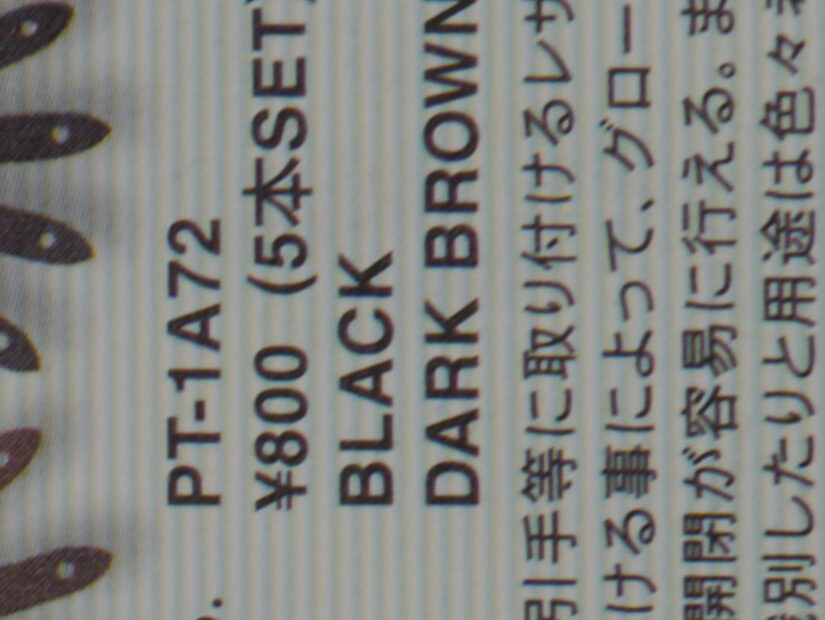 PT-1A72
¥800 (5本SET)
BLACK
DARK BROWN
引手等に取り付けるレザ
ける事によって、グロー
開閉が容易に行える。ま
別したりと用途は色々